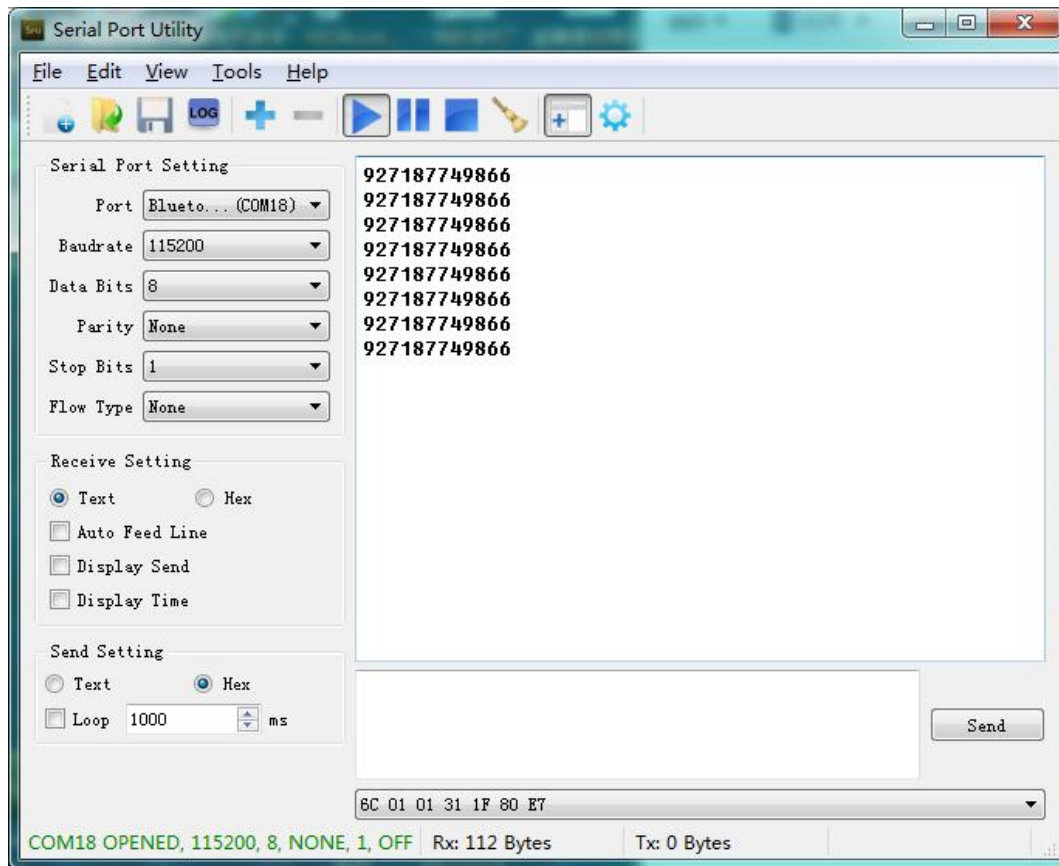 Serial Port Utility
File Edit View Tools Help
LOG
Serial Port Setting
Port Blueto... (COM18)
Baudrate 115200
Data Bits 8
Parity None
Stop Bits 1
Flow Type None
Receive Setting
Text Hex
Auto Feed Line
Display Send
Display Time
Send Setting
Text Hex
Loop 1000 ms
927187749866
927187749866
927187749866
927187749866
927187749866
927187749866
927187749866
927187749866
Send
6C 01 01 31 1F 80 E7
COM18 OPENED, 115200, 8, NONE, 1, OFF Rx: 112 Bytes Tx: 0 Bytes